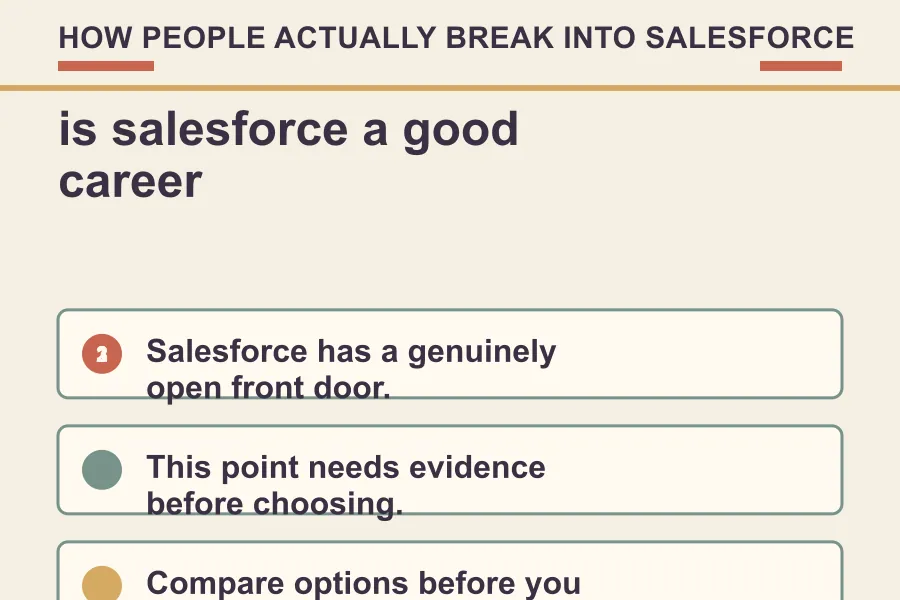 HOW PEOPLE ACTUALLY BREAK INTO SALESFORCE
is salesforce a good
career
Salesforce has a genuinely
open front door.
This point needs evidence
before choosing.
Compare options before you